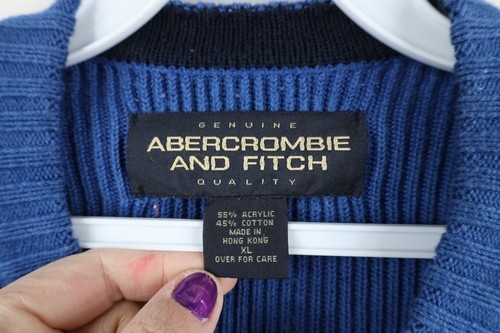 GENUINE
ABERCROMBIE
AND FITCH
QUALITY
55% ACRYLIC
45% COTTON
MADE IN
HONG KONG
XL
OVER FOR CARE